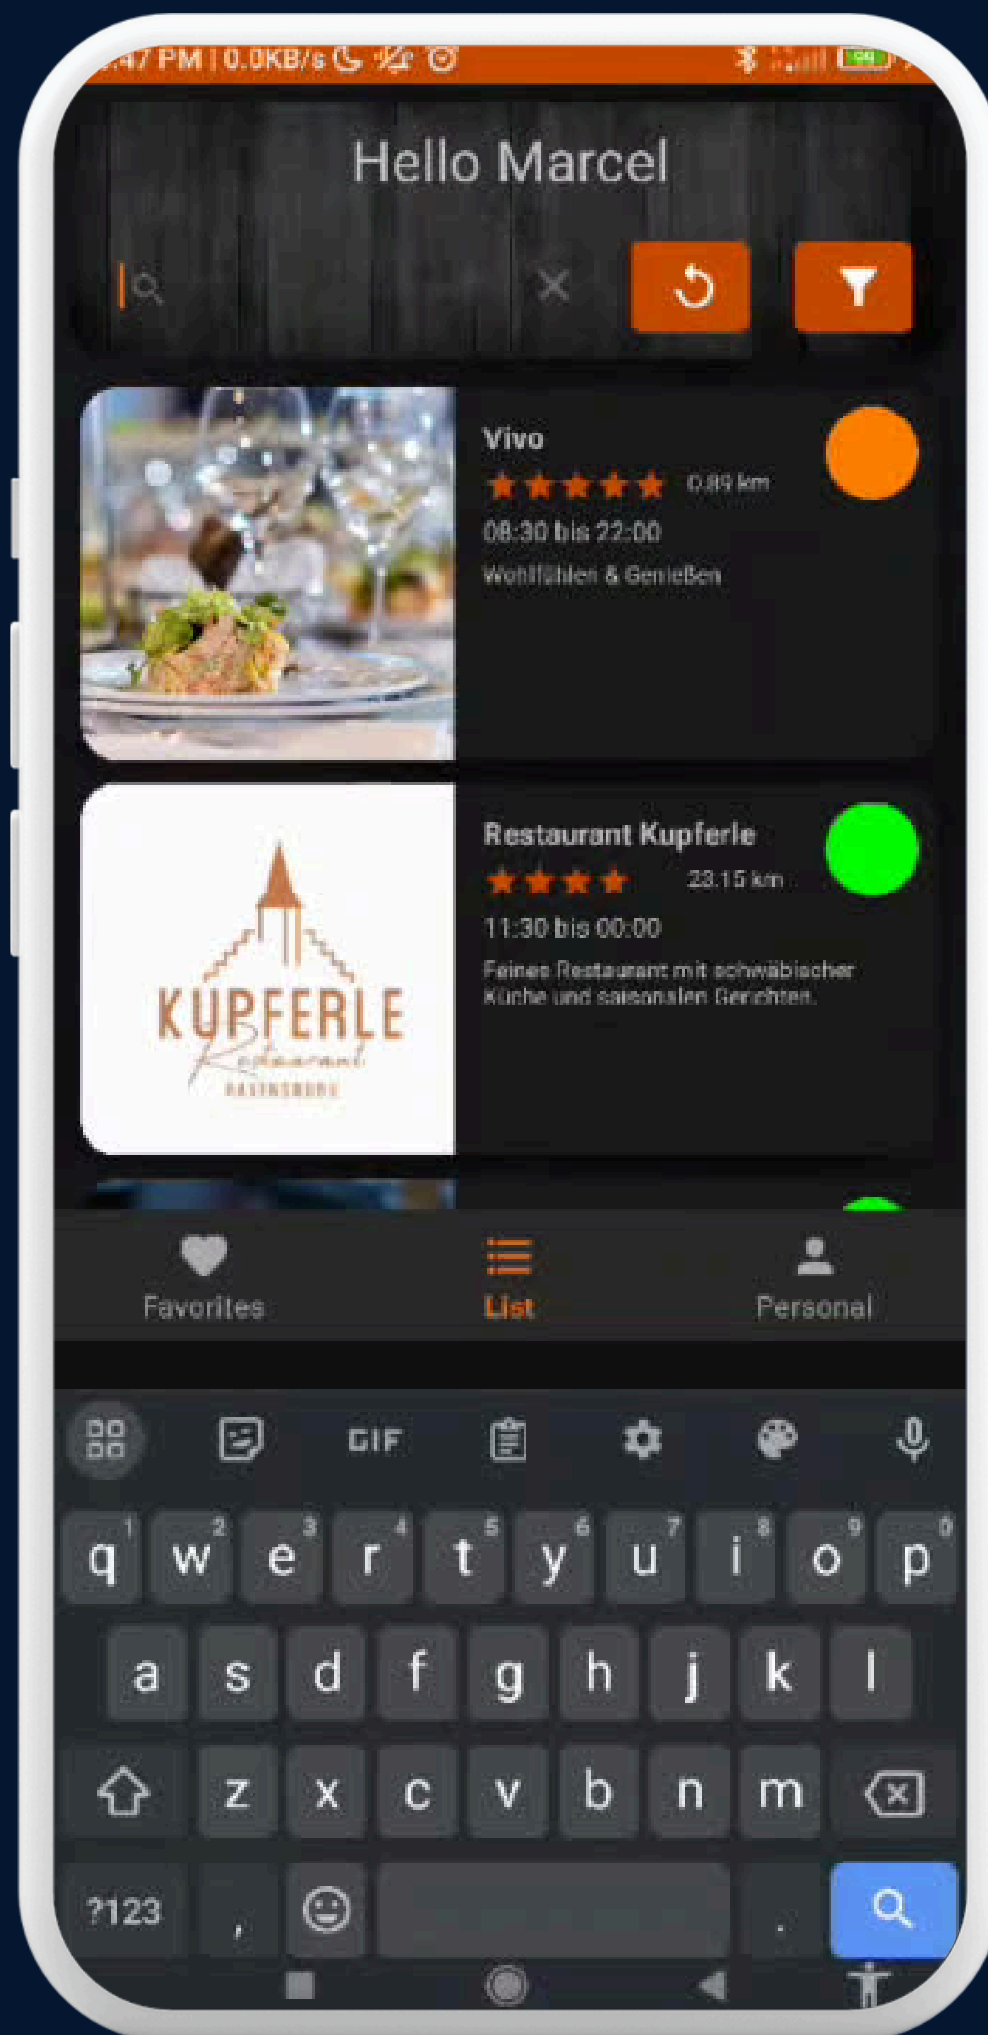 :47 PM | 0.0KB/s
Hello Marcel
Vivo
0.89 km
08:30 bis 22:00
Wohlfühlen & Genießen
Restaurant Kupferle
23.15 km
11:30 bis 00:00
Feines Restaurant mit schwäbischer
Küche und saisonalen Gerichten.
KUPFERLE
Restaurant
RAVENSBURG
Favorites
List
Personal
GIF
1 2 3 4 5 6 7 8 9 0
q w e r t y u i o p
a s d f g h j k l
z x c v b n m
?123 , .